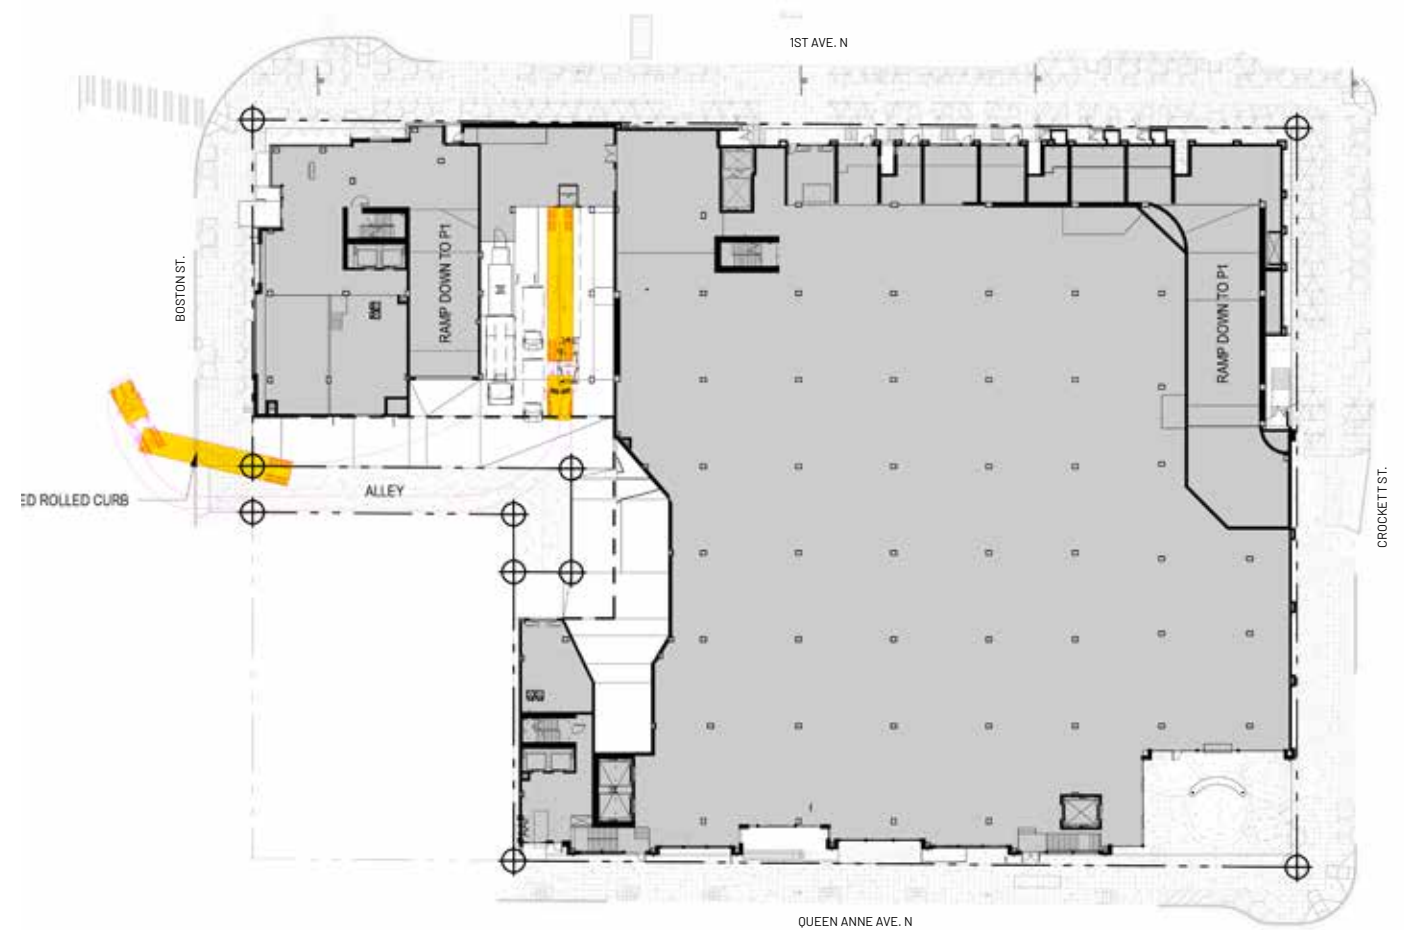 1ST AVE. N
BOSTON ST.
RAMP DOWN TO P1
RAMP DOWN TO P1
ALLEY
ED ROLLED CURB
CROCKETT ST.
QUEEN ANNE AVE. N